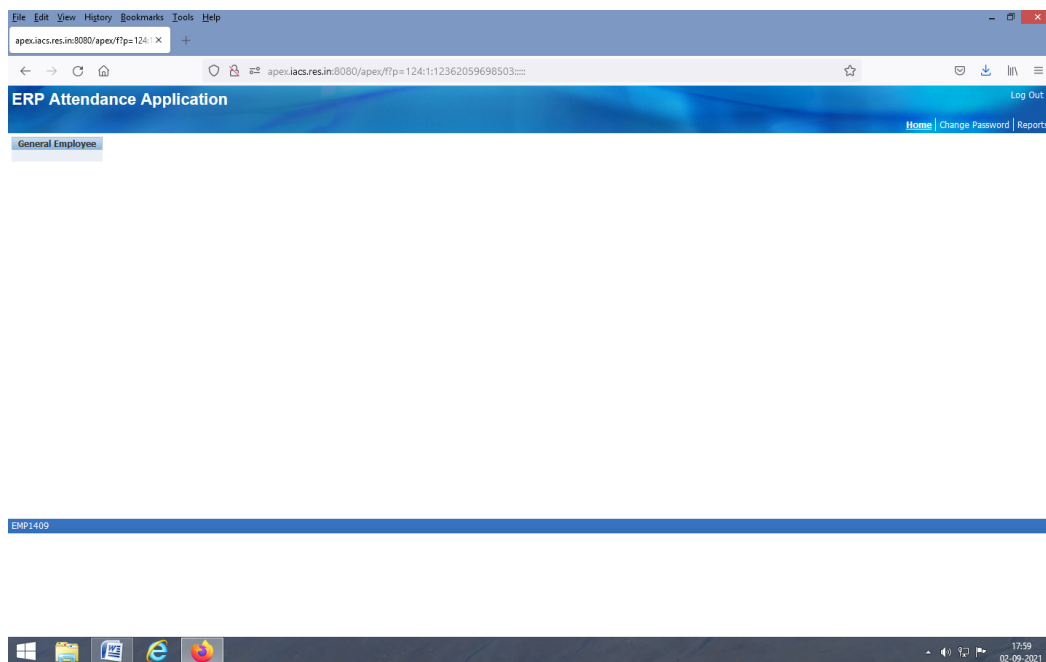 File Edit View History Bookmarks Tools Help
apex.iacs.res.in:8080/apex/f?p=124:1
apex.iacs.res.in:8080/apex/f?p=124:1:12362059698503:::::
ERP Attendance Application
Log Out
Home Change Password Reports
General Employee
EMP1409
17:59
02-09-2021